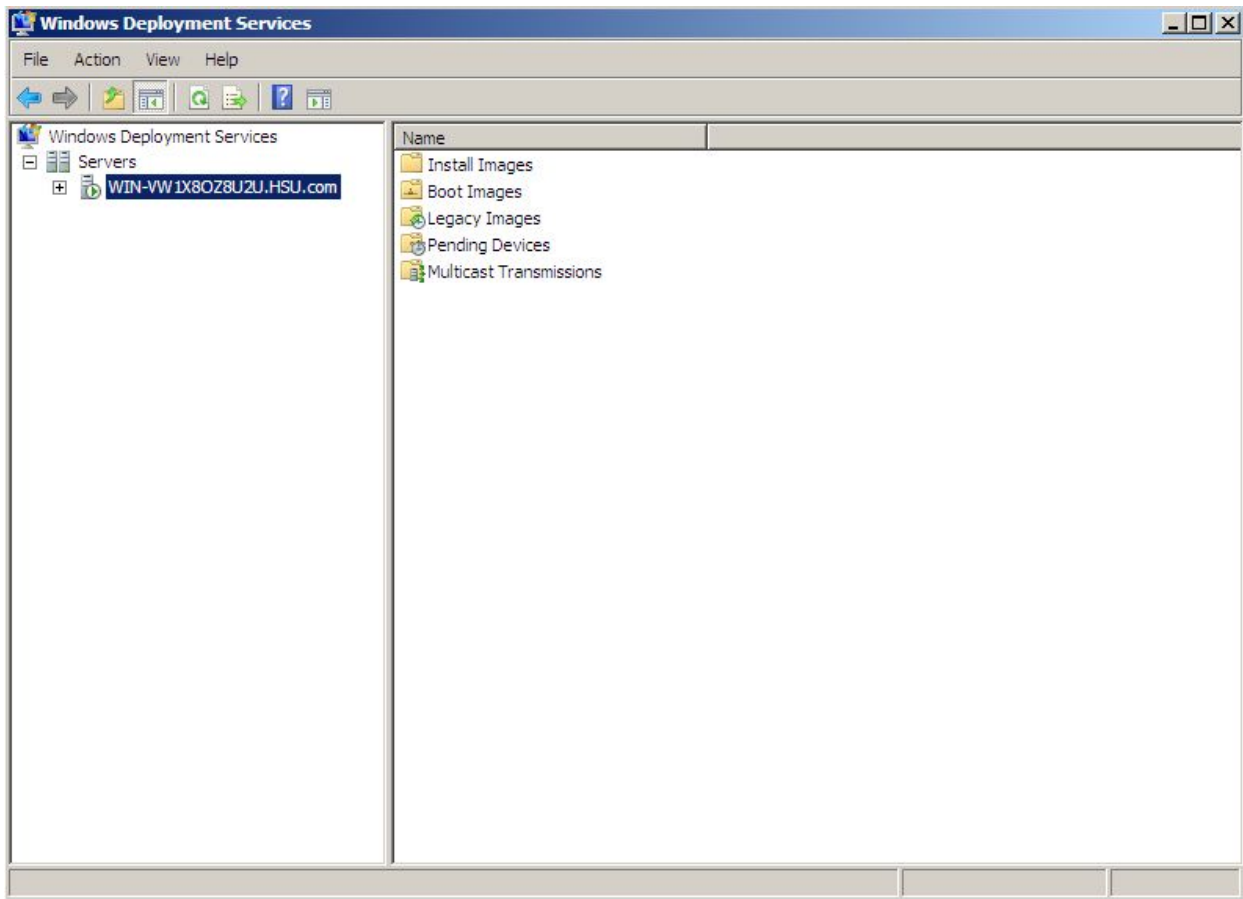 Windows Deployment Services
File Action View Help
Windows Deployment Services
Servers
WIN-VW1X8OZ8U2U.HSU.com
Name
Install Images
Boot Images
Legacy Images
Pending Devices
Multicast Transmissions